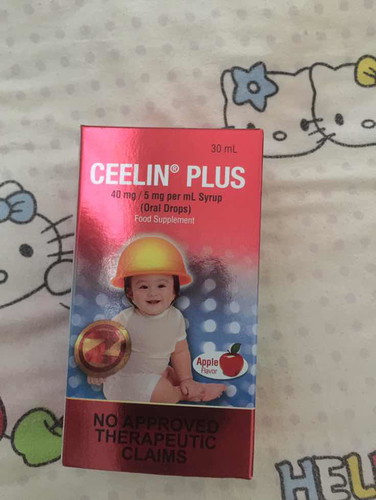 30 mL
CEELIN® PLUS
40 mg / 5 mg per mL Syrup
(Oral Drops)
Food Supplement
Apple
Flavor
NO APPROVED
THERAPEUTIC
CLAIMS
HELL